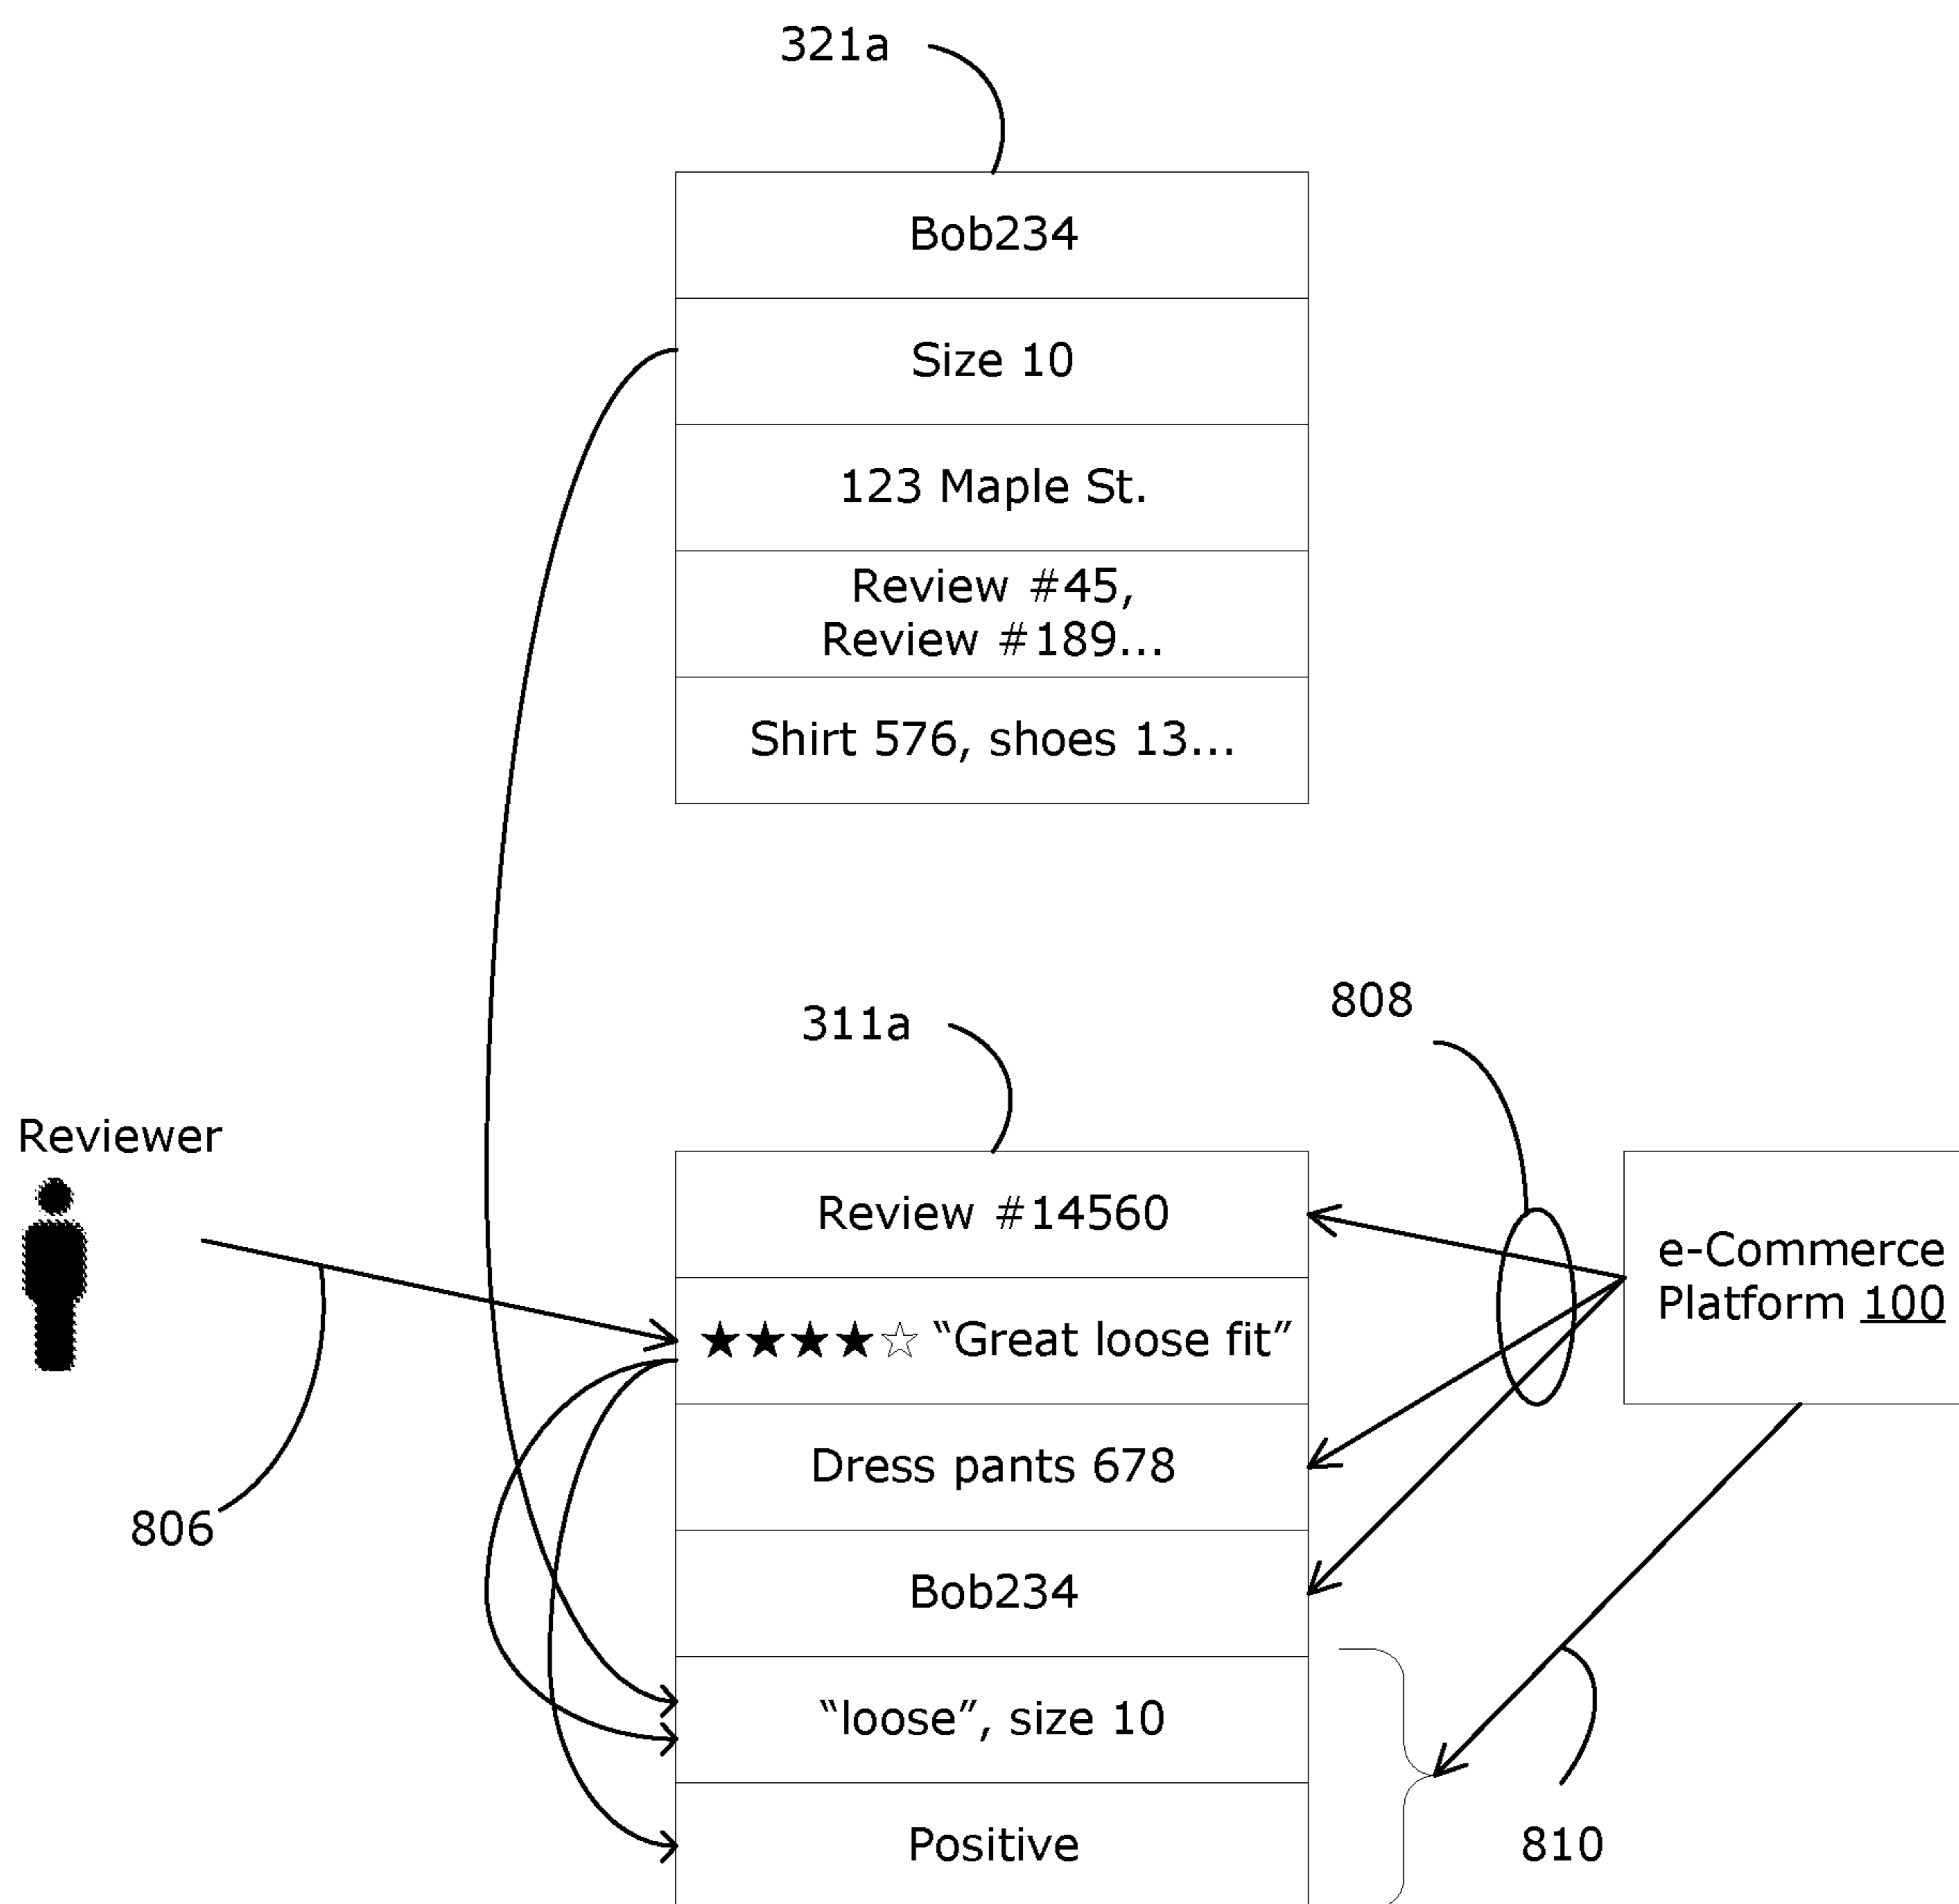 321a
Bob234
Size 10
123 Maple St.
Review #45,
Review #189...
Shirt 576, shoes 13...
311a
808
Reviewer
Review #14560
★★★★☆ “Great loose fit”
Dress pants 678
Bob234
“loose”, size 10
Positive
e-Commerce
Platform 100
806
810